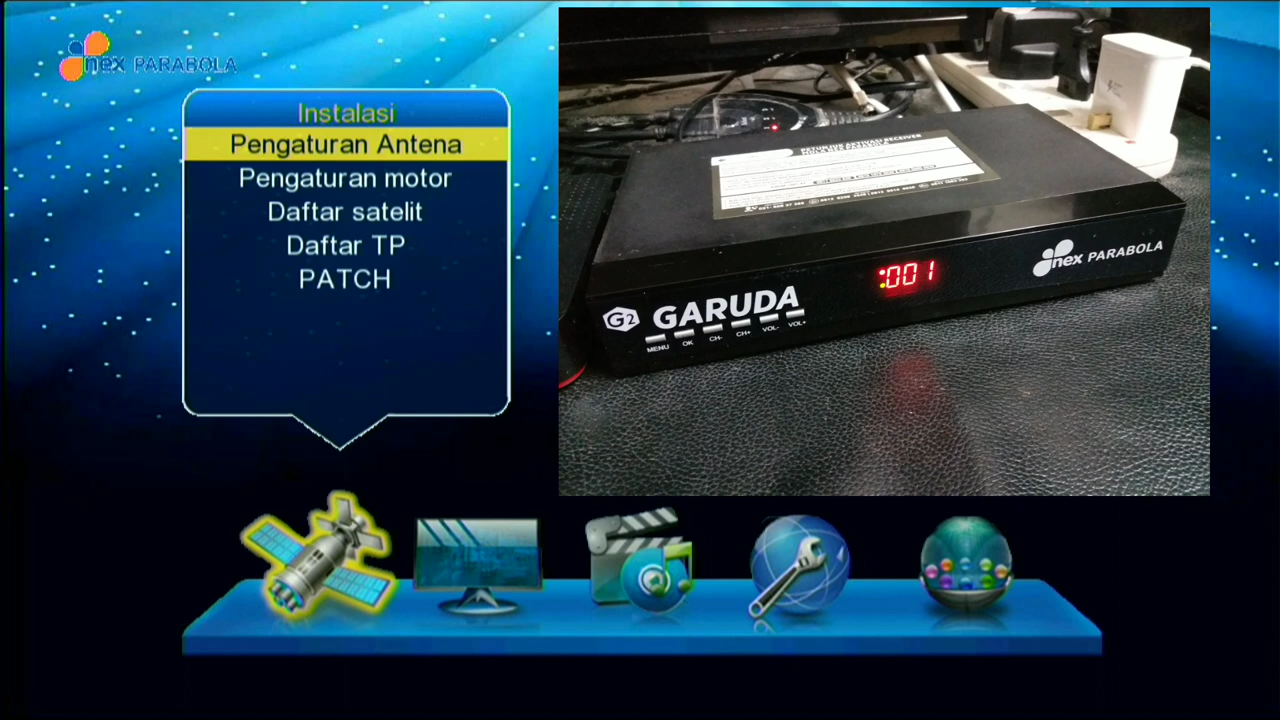 nex PARABOLA
Instalasi
Pengaturan Antena
Pengaturan motor
Daftar satelit
Daftar TP
PATCH
:001
nex PARABOLA
G2 GARUDA
MENU OK CH- CH+ VOL- VOL+